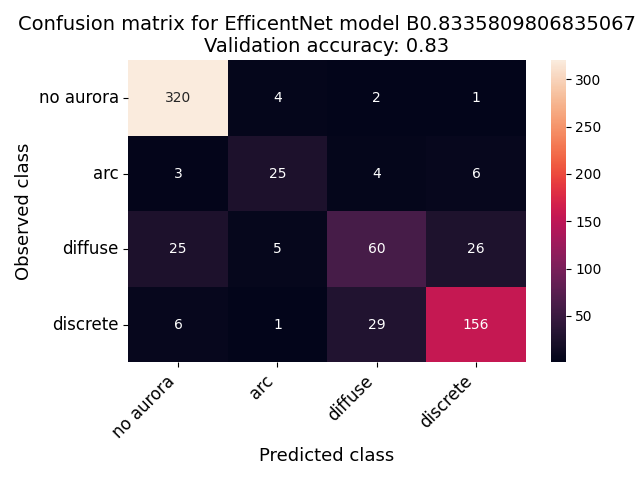 Confusion matrix for EfficentNet model B0.8335809806835067
Validation accuracy: 0.83
Observed class
no aurora 320 4 2 1
arc 3 25 4 6
diffuse 25 5 60 26
discrete 6 1 29 156
no aurora arc diffuse discrete
Predicted class
300
250
200
150
100
50